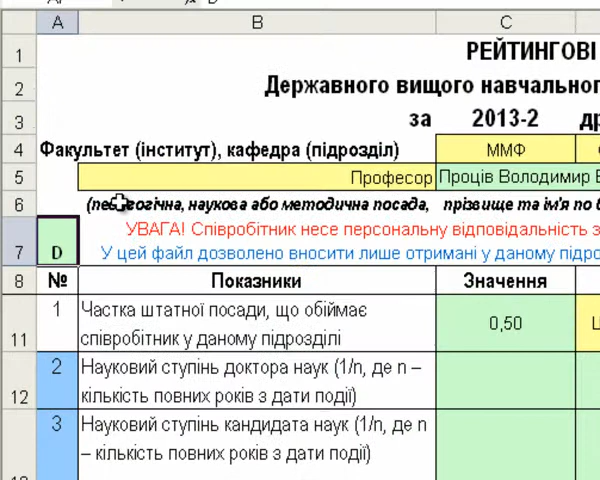 A B C
1 РЕЙТИНГОВІ
2 Державного вищого навчального
3 за 2013-2
4 Факультет (інститут), кафедра (підрозділ) ММФ
5 Професор Проців Володимир В
6 (педагогічна, наукова або методична посада, прізвище та ім'я по б
УВАГА! Співробітник несе персональну відповідальність з
7 D У цей файл дозволено вносити лише отримані у даному підро
8 № Показники Значення
1 Частка штатної посади, що обіймає
11 співробітник у даному підрозділі 0,50 Ц
2 Науковий ступінь доктора наук (1/n, де n –
12 кількість повних років з дати події)
3 Науковий ступінь кандидата наук (1/n, де n
– кількість повних років з дати події)